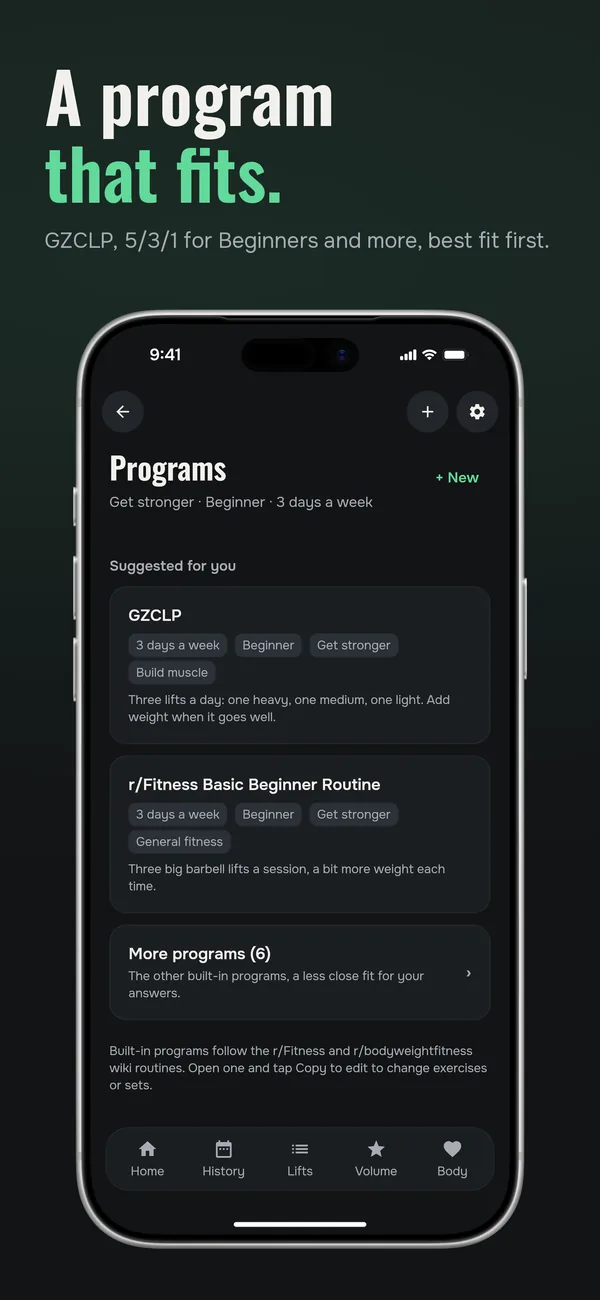 A program
that fits.
GZCLP, 5/3/1 for Beginners and more, best fit first.
9:41
Programs
+ New
Get stronger · Beginner · 3 days a week
Suggested for you
GZCLP
3 days a week Beginner Get stronger
Build muscle
Three lifts a day: one heavy, one medium, one light. Add
weight when it goes well.
r/Fitness Basic Beginner Routine
3 days a week Beginner Get stronger
General fitness
Three big barbell lifts a session, a bit more weight each
time.
More programs (6)
The other built-in programs, a less close fit for your
answers.
Built-in programs follow the r/Fitness and r/bodyweightfitness
wiki routines. Open one and tap Copy to edit to change exercises
or sets.
Home History Lifts Volume Body